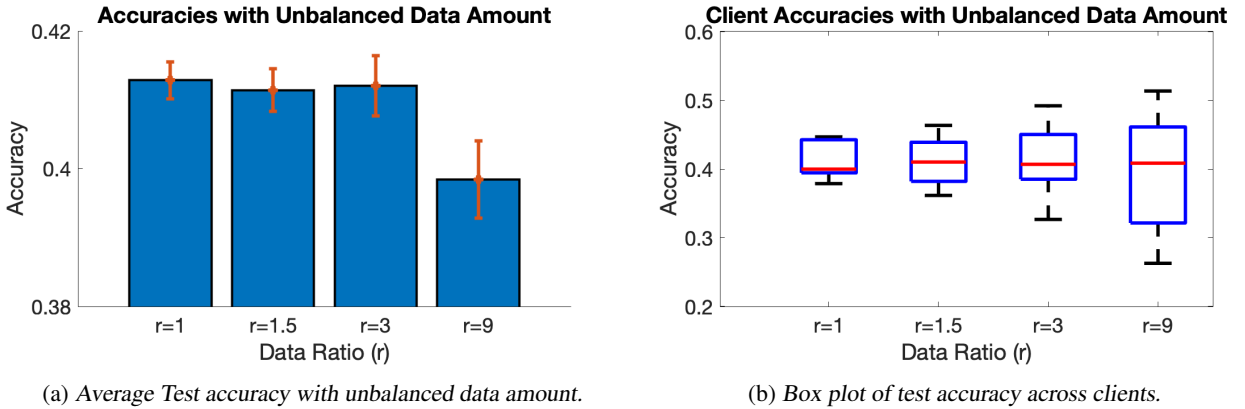 Accuracies with Unbalanced Data Amount
0.42
0.4
0.38
Accuracy
r=1 r=1.5 r=3 r=9
Data Ratio (r)
(a) Average Test accuracy with unbalanced data amount.
Client Accuracies with Unbalanced Data Amount
0.6
0.5
0.4
0.3
0.2
Accuracy
r=1 r=1.5 r=3 r=9
Data Ratio (r)
(b) Box plot of test accuracy across clients.